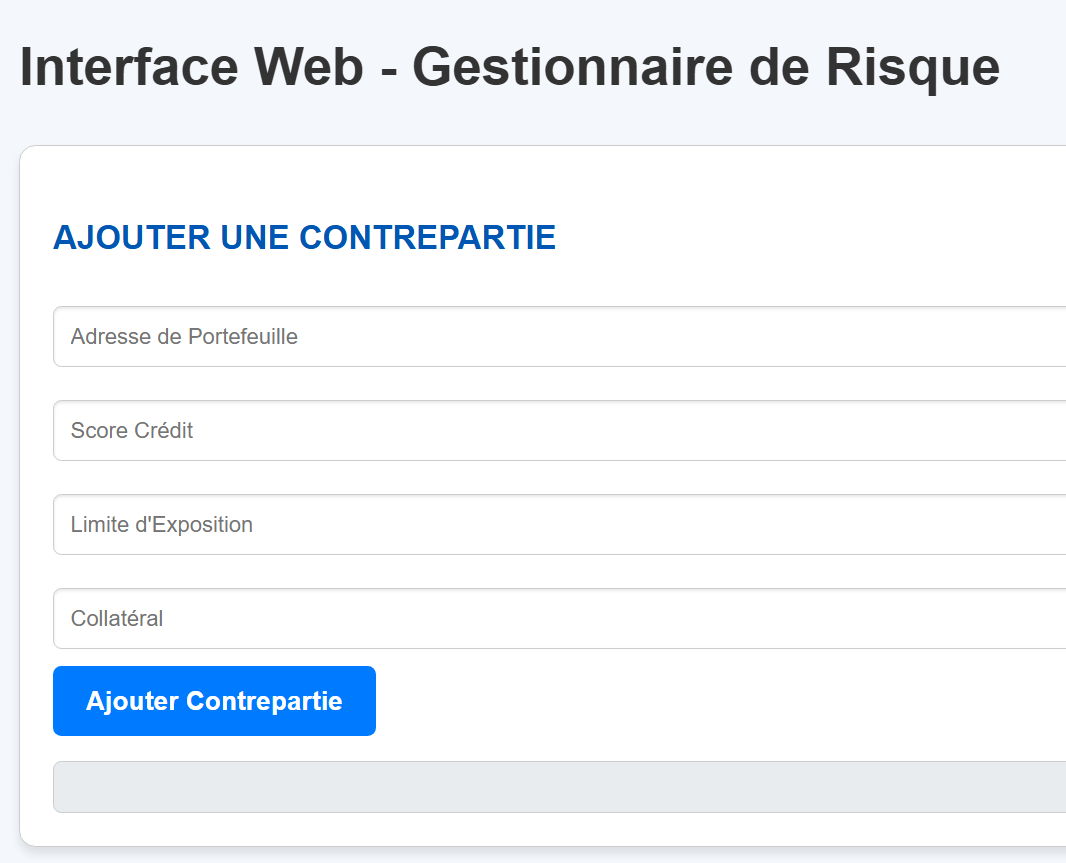 Interface Web - Gestionnaire de Risque
AJOUTER UNE CONTREPARTIE
Adresse de Portefeuille
Score Crédit
Limite d'Exposition
Collatéral
Ajouter Contrepartie